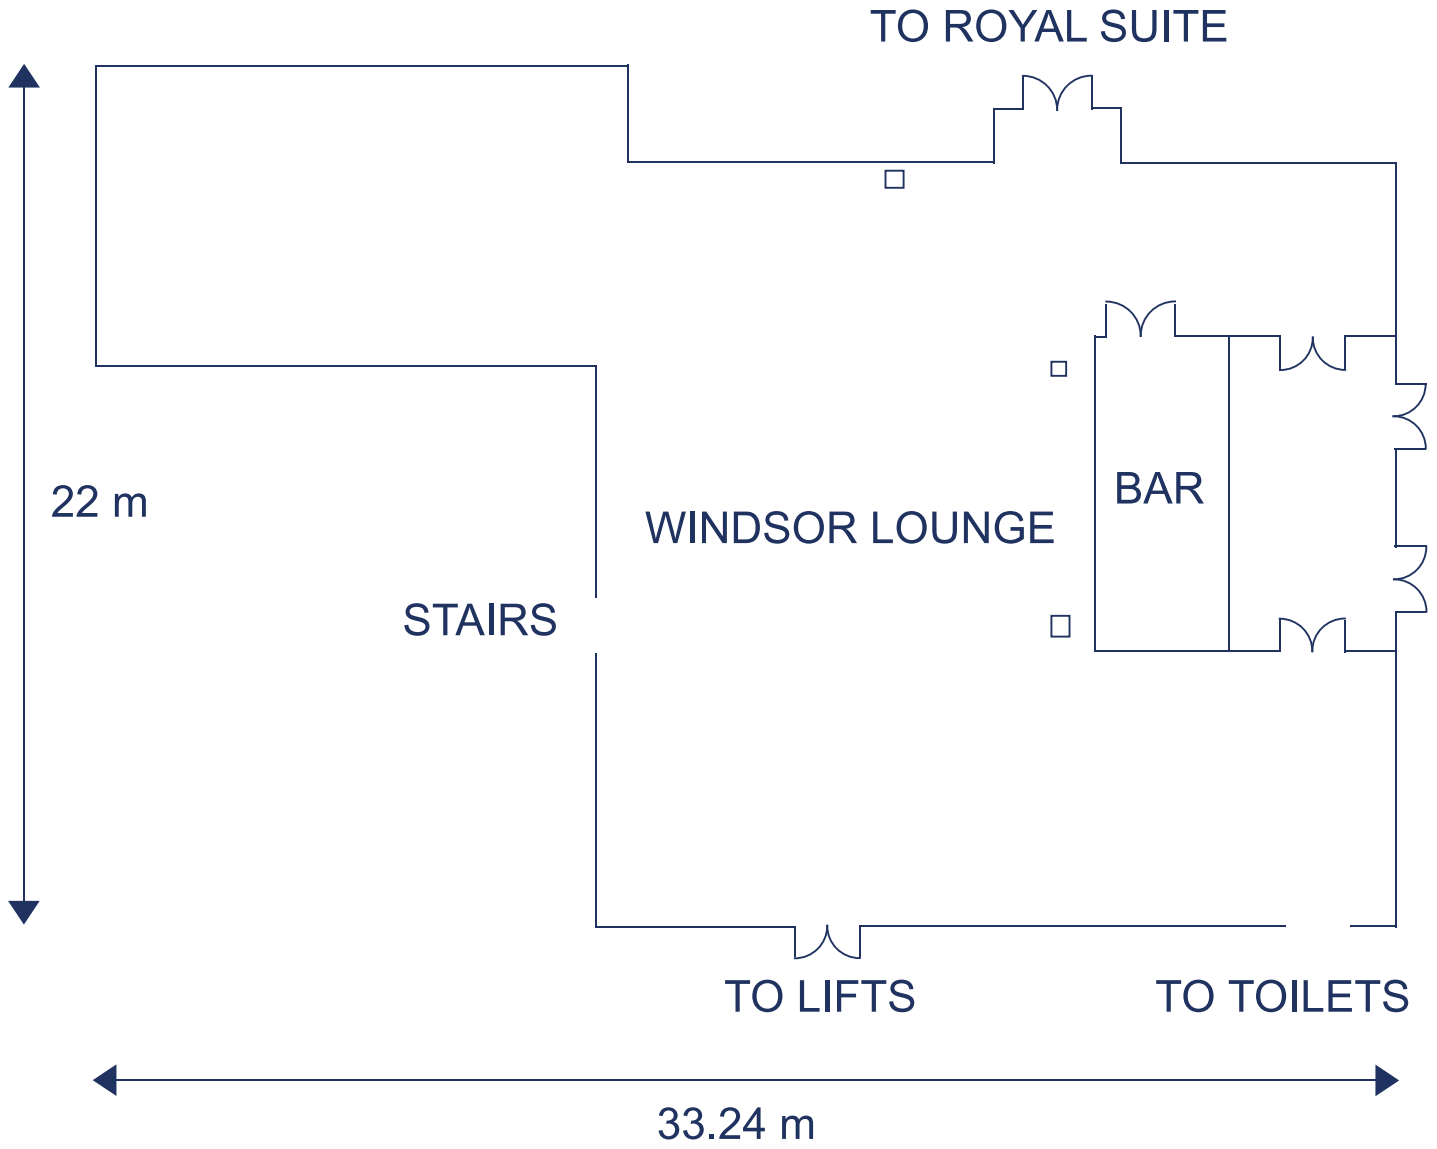 TO ROYAL SUITE
22 m
BAR
WINDSOR LOUNGE
STAIRS
TO LIFTS
TO TOILETS
33.24 m